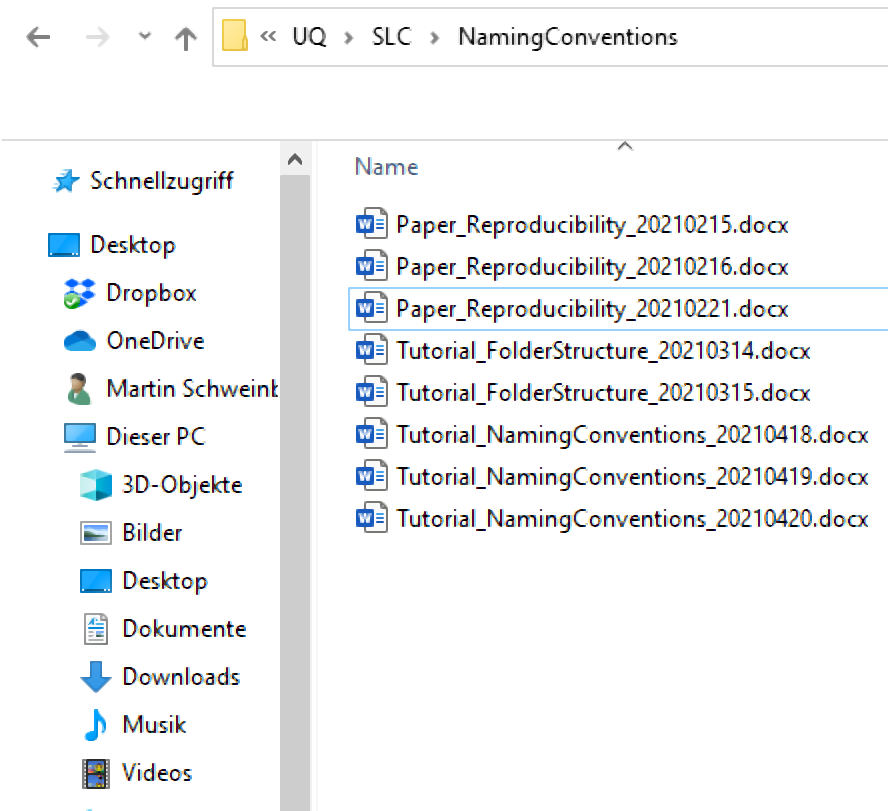 « UQ › SLC › NamingConventions
Name
Schnellzugriff
Desktop
Dropbox
OneDrive
Martin Schweinb
Dieser PC
3D-Objekte
Bilder
Desktop
Dokumente
Downloads
Musik
Videos
Paper_Reproducibility_20210215.docx
Paper_Reproducibility_20210216.docx
Paper_Reproducibility_20210221.docx
Tutorial_FolderStructure_20210314.docx
Tutorial_FolderStructure_20210315.docx
Tutorial_NamingConventions_20210418.docx
Tutorial_NamingConventions_20210419.docx
Tutorial_NamingConventions_20210420.docx